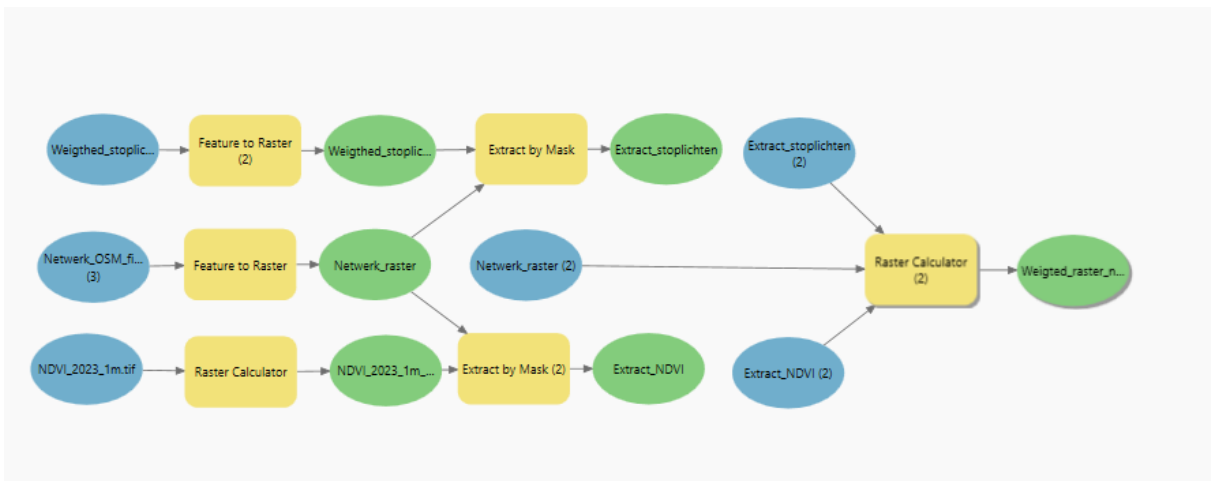 Weigthed_stoplic...
Feature to Raster
(2)
Weigthed_stoplic...
Extract by Mask
Extract_stoplichten
Extract_stoplichten
(2)
Netwerk_OSM_fi...
(3)
Feature to Raster
Netwerk_raster
Netwerk_raster (2)
Raster Calculator
(2)
Weigted_raster_n...
NDVI_2023_1m.tif
Raster Calculator
NDVI_2023_1m_...
Extract by Mask (2)
Extract_NDVI
Extract_NDVI (2)